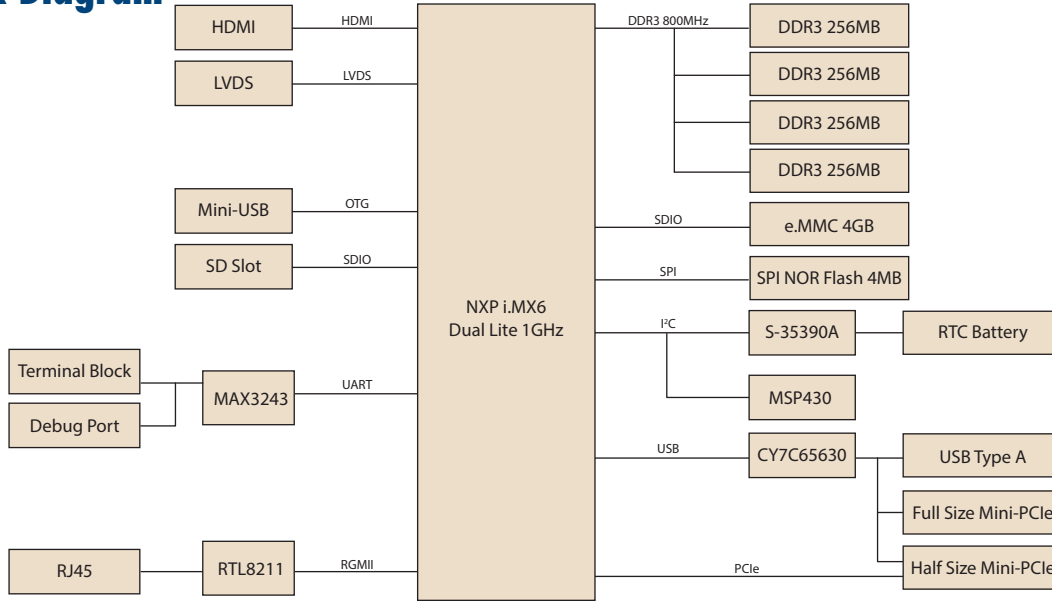 Diagram
HDMI
HDMI
LVDS
LVDS
Mini-USB
OTG
SD Slot
SDIO
Terminal Block
Debug Port
MAX3243
UART
RJ45
RTL8211
RGMII
NXP i.MX6
Dual Lite 1GHz
DDR3 800MHz
DDR3 256MB
DDR3 256MB
DDR3 256MB
DDR3 256MB
SDIO
e.MMC 4GB
SPI
SPI NOR Flash 4MB
I²C
S-35390A
RTC Battery
MSP430
USB
CY7C65630
USB Type A
Full Size Mini-PCIe
PCIe
Half Size Mini-PCIe